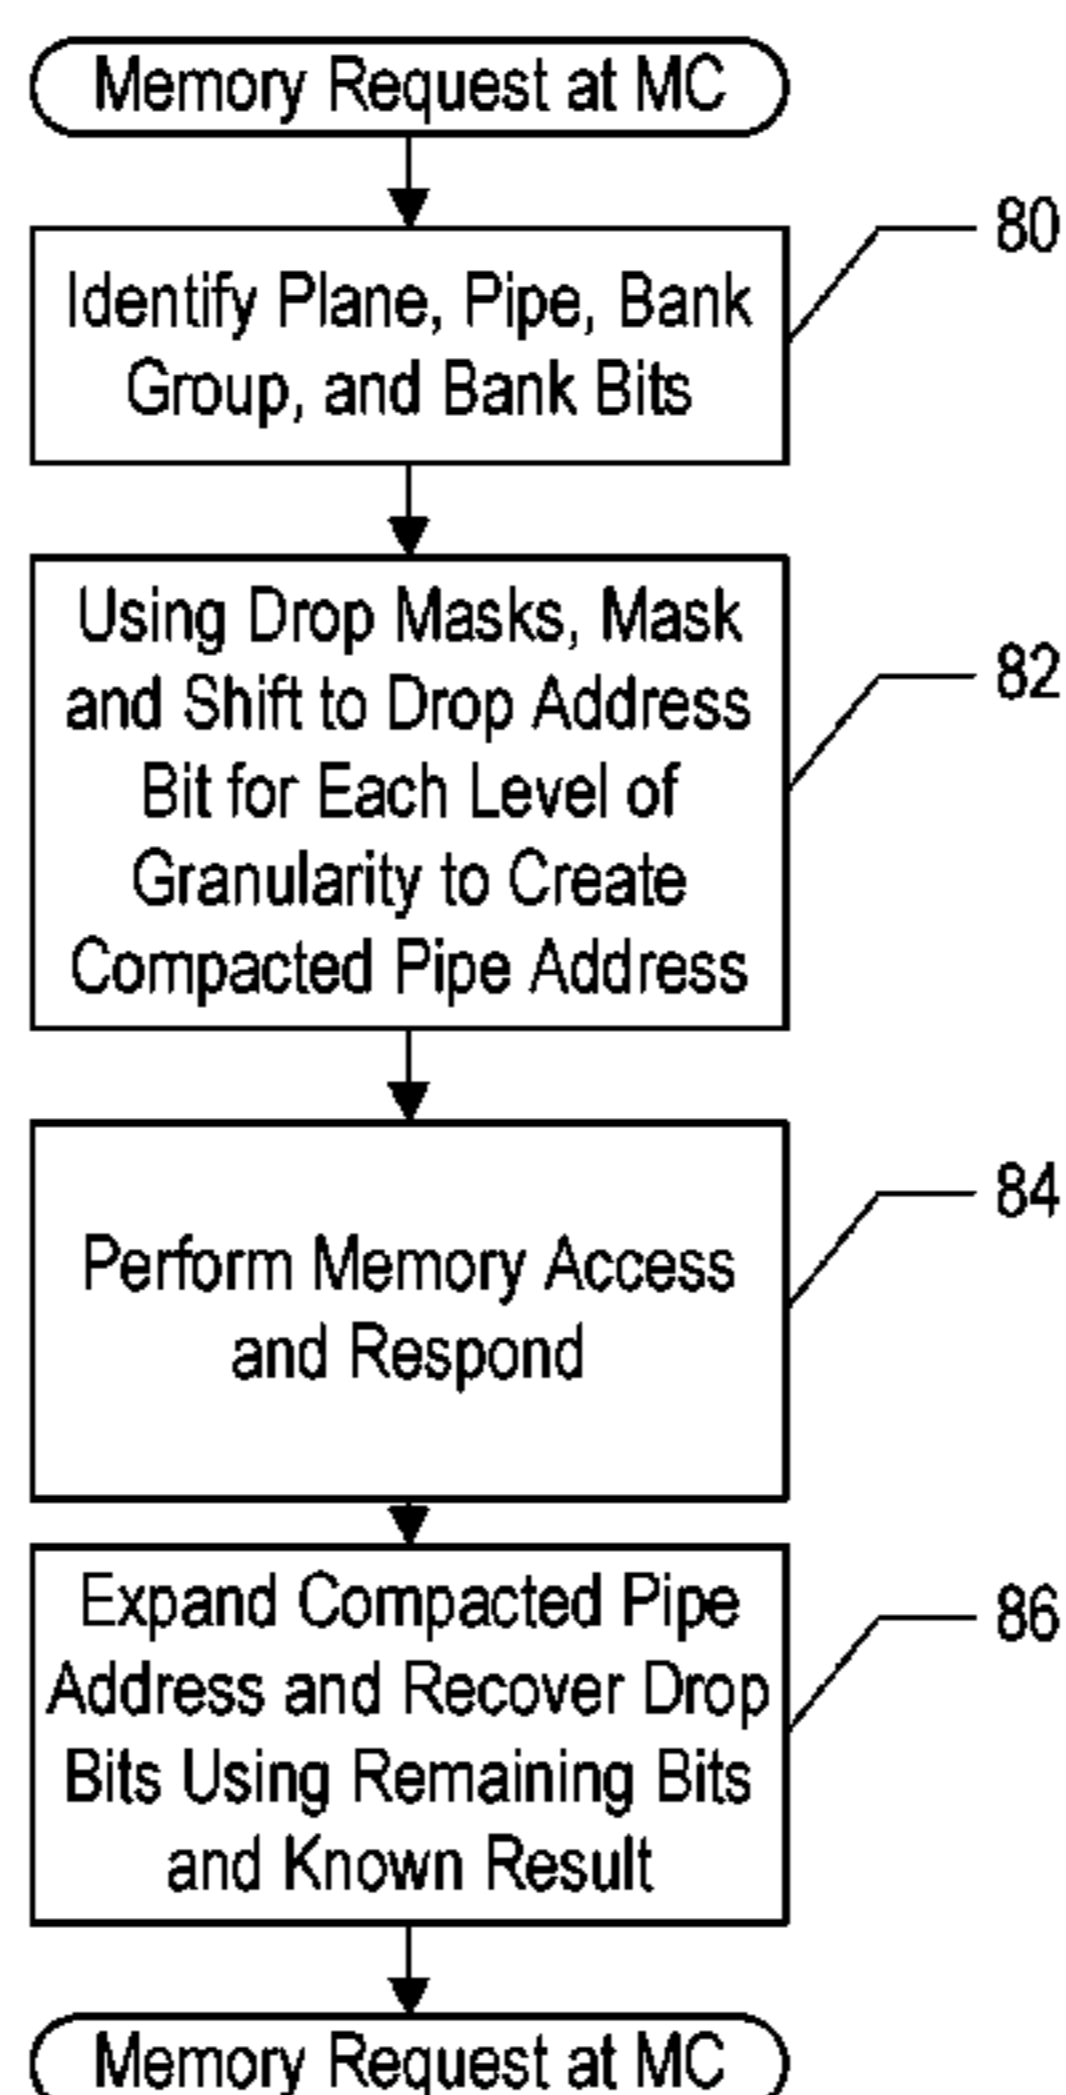 Memory Request at MC
80
Identify Plane, Pipe, Bank
Group, and Bank Bits
82
Using Drop Masks, Mask
and Shift to Drop Address
Bit for Each Level of
Granularity to Create
Compacted Pipe Address
84
Perform Memory Access
and Respond
86
Expand Compacted Pipe
Address and Recover Drop
Bits Using Remaining Bits
and Known Result
Memory Request at MC